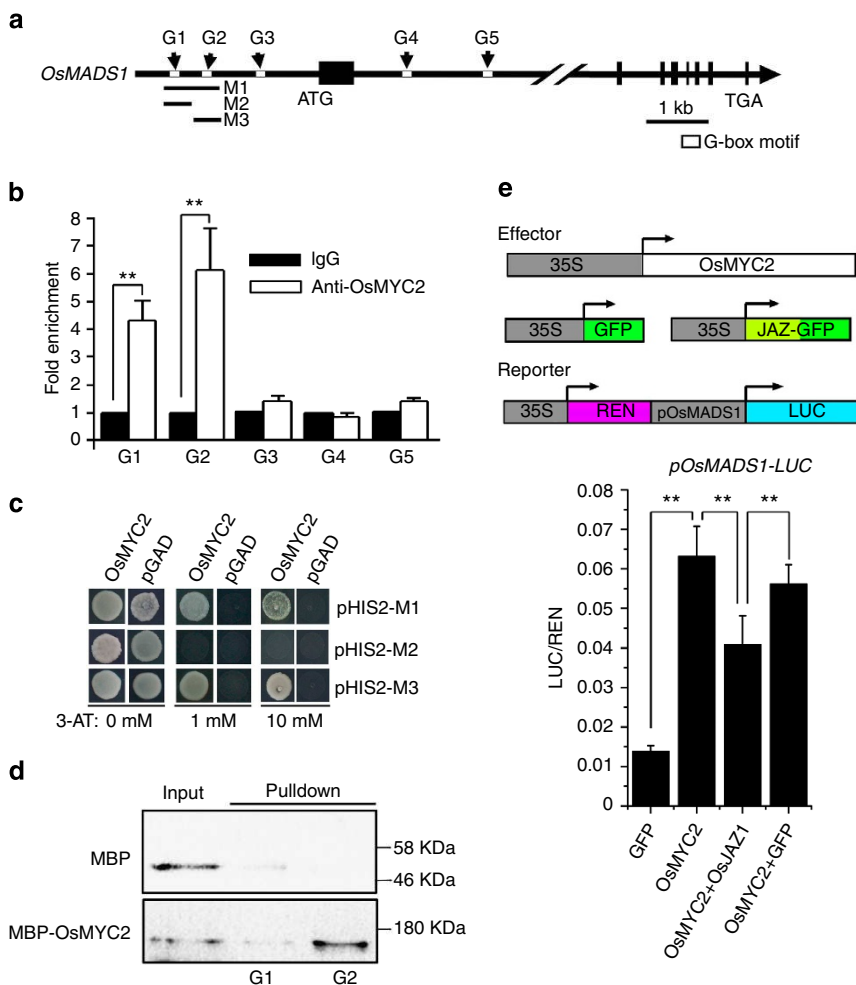 a
G1 G2 G3 G4 G5
OsMADS1
M1
M2
M3
ATG
TGA
1 kb
G-box motif
b
Fold enrichment
8
7
6
5
4
3
2
1
0
**
**
IgG
Anti-OsMYC2
G1 G2 G3 G4 G5
c
OsMYC2 pGAD OsMYC2 pGAD OsMYC2 pGAD
pHIS2-M1
pHIS2-M2
pHIS2-M3
3-AT: 0 mM 1 mM 10 mM
d
Input Pulldown
MBP
58 KDa
46 KDa
MBP-OsMYC2
180 KDa
G1 G2
e
Effector
35S OsMYC2
35S GFP 35S JAZ-GFP
Reporter
35S REN pOsMADS1 LUC
pOsMADS1-LUC
LUC/REN
0.08
0.07
0.06
0.05
0.04
0.03
0.02
0.01
0
** ** **
GFP
OsMYC2
OsMYC2+OsJAZ1
OsMYC2+GFP